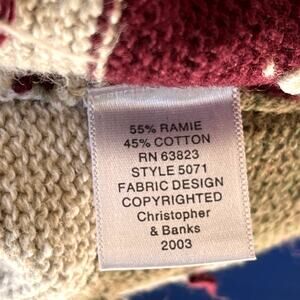 55% RAMIE
45% COTTON
RN 63823
STYLE 5071
FABRIC DESIGN
COPYRIGHTED
Christopher
& Banks
2003